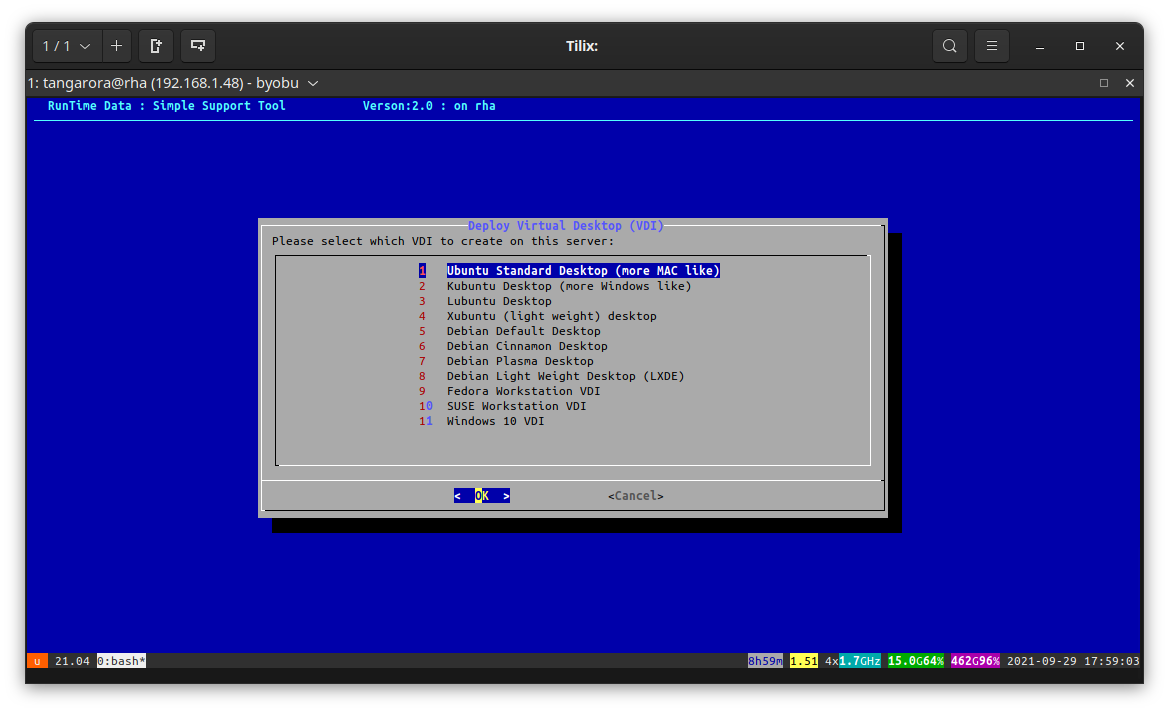 1 / 1
Tilix:
1: tangarora@rha (192.168.1.48) - byobu
RunTime Data : Simple Support Tool Verson:2.0 : on rha
Deploy Virtual Desktop (VDI)
Please select which VDI to create on this server:
1 Ubuntu Standard Desktop (more MAC like)
2 Kubuntu Desktop (more Windows like)
3 Lubuntu Desktop
4 Xubuntu (light weight) desktop
5 Debian Default Desktop
6 Debian Cinnamon Desktop
7 Debian Plasma Desktop
8 Debian Light Weight Desktop (LXDE)
9 Fedora Workstation VDI
10 SUSE Workstation VDI
11 Windows 10 VDI
< OK > <Cancel>
u 21.04 0:bash* 8h59m 1.51 4x1.7GHz 15.0G64% 462G96% 2021-09-29 17:59:03